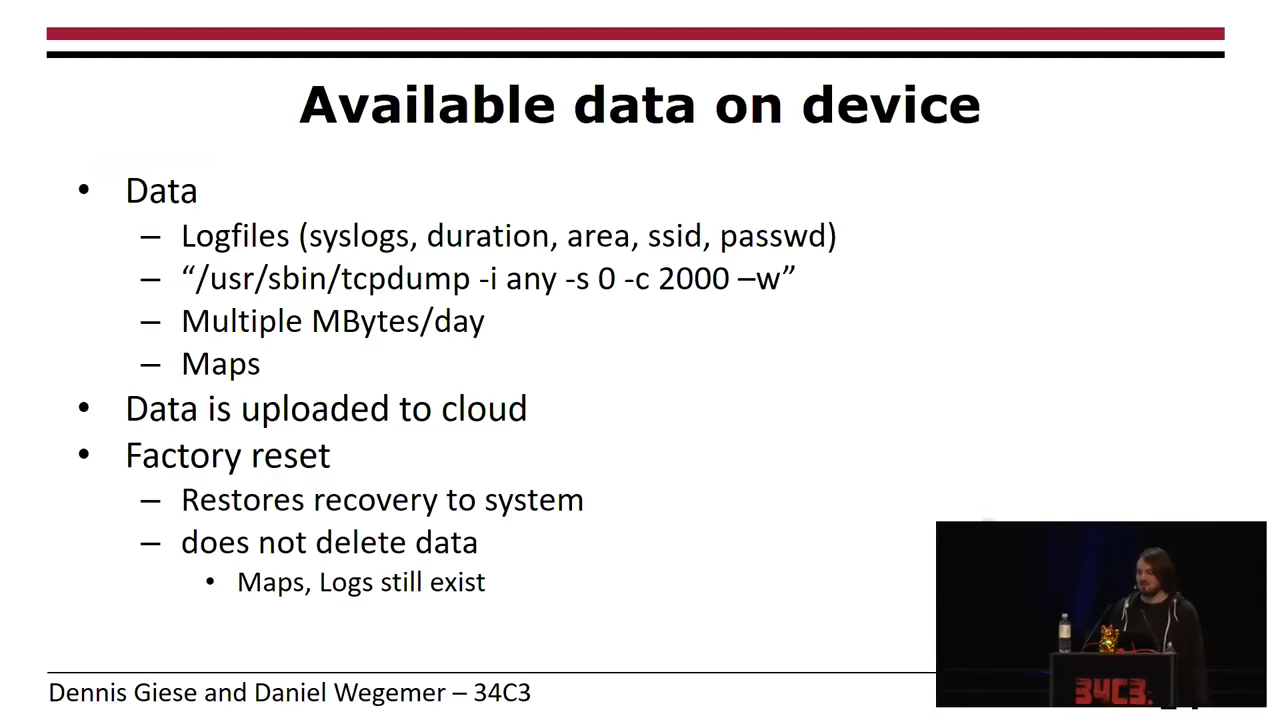 Available data on device
• Data
– Logfiles (syslogs, duration, area, ssid, passwd)
– “/usr/sbin/tcpdump -i any -s 0 -c 2000 –w”
– Multiple MBytes/day
– Maps
• Data is uploaded to cloud
• Factory reset
– Restores recovery to system
– does not delete data
• Maps, Logs still exist
Dennis Giese and Daniel Wegemer – 34C3
34C3